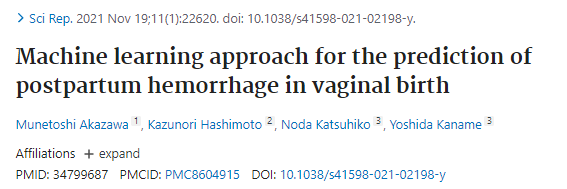 > Sci Rep. 2021 Nov 19;11(1):22620. doi: 10.1038/s41598-021-02198-y.
Machine learning approach for the prediction of
postpartum hemorrhage in vaginal birth
Munetoshi Akazawa 1, Kazunori Hashimoto 2, Noda Katsuhiko 3, Yoshida Kaname 3
Affiliations + expand
PMID: 34799687 PMCID: PMC8604915 DOI: 10.1038/s41598-021-02198-y